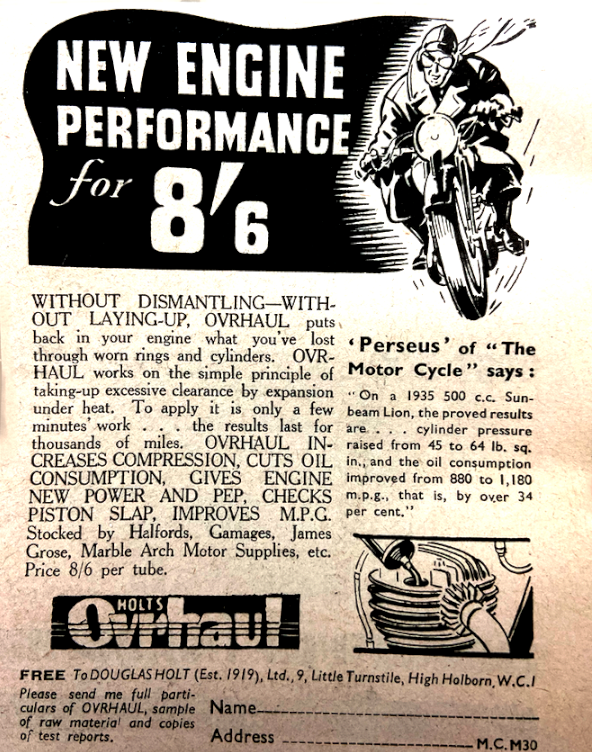 NEW ENGINE
PERFORMANCE
for 8'6
WITHOUT DISMANTLING—WITH-
OUT LAYING-UP, OVRHAUL puts
back in your engine what you've lost
through worn rings and cylinders. OVR-
HAUL works on the simple principle of
taking-up excessive clearance by expansion
under heat. To apply it is only a few
minutes' work . . . the results last for
thousands of miles. OVRHAUL IN-
CREASES COMPRESSION, CUTS OIL
CONSUMPTION, GIVES ENGINE
NEW POWER AND PEP, CHECKS
PISTON SLAP, IMPROVES M.P.G.
Stocked by Halfords, Gamages, James
Grose, Marble Arch Motor Supplies, etc.
Price 8/6 per tube.
'Perseus' of "The
Motor Cycle" says :
"On a 1935 500 c.c. Sun-
beam Lion, the proved results
are . . . cylinder pressure
raised from 45 to 64 lb. sq.
in., and the oil consumption
improved from 880 to 1,180
m.p.g., that is, by over 34
per cent."
HOLTS
Ovrhaul
FREE To DOUGLAS HOLT (Est. 1919), Ltd., 9, Little Turnstile, High Holborn, W.C.1
Please send me full parti-
culars of OVRHAUL, sample
of raw material and copies
of test reports.
Name
Address
M.C. M30